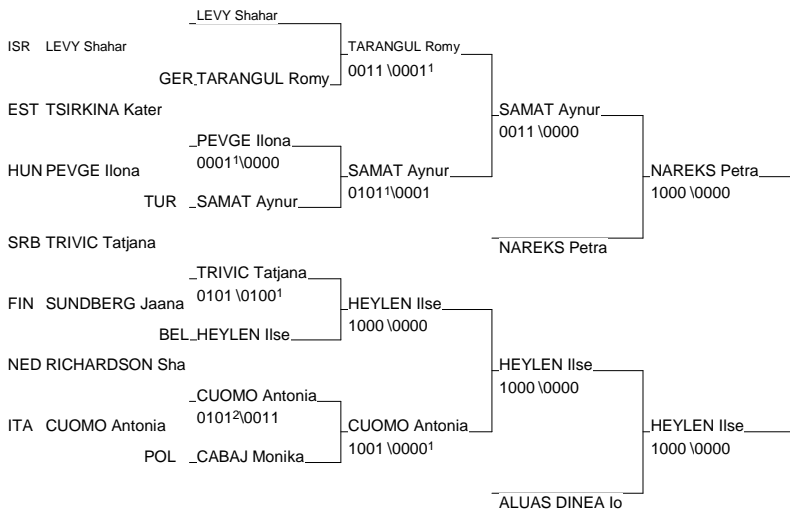 LEVY Shahar
ISR LEVY Shahar
TARANGUL Romy
0011 \0001¹
GER TARANGUL Romy
EST TSIRKINA Kater
SAMAT Aynur
0011 \0000
PEVGE Ilona
0001¹\0000
HUN PEVGE Ilona
SAMAT Aynur
0101¹\0001
NAREKS Petra
1000 \0000
TUR SAMAT Aynur
SRB TRIVIC Tatjana
NAREKS Petra
TRIVIC Tatjana
0101 \0100¹
FIN SUNDBERG Jaana
HEYLEN Ilse
1000 \0000
BEL HEYLEN Ilse
NED RICHARDSON Sha
HEYLEN Ilse
1000 \0000
CUOMO Antonia
0101²\0011
ITA CUOMO Antonia
CUOMO Antonia
1001 \0000¹
HEYLEN Ilse
1000 \0000
POL CABAJ Monika
ALUAS DINEA Io